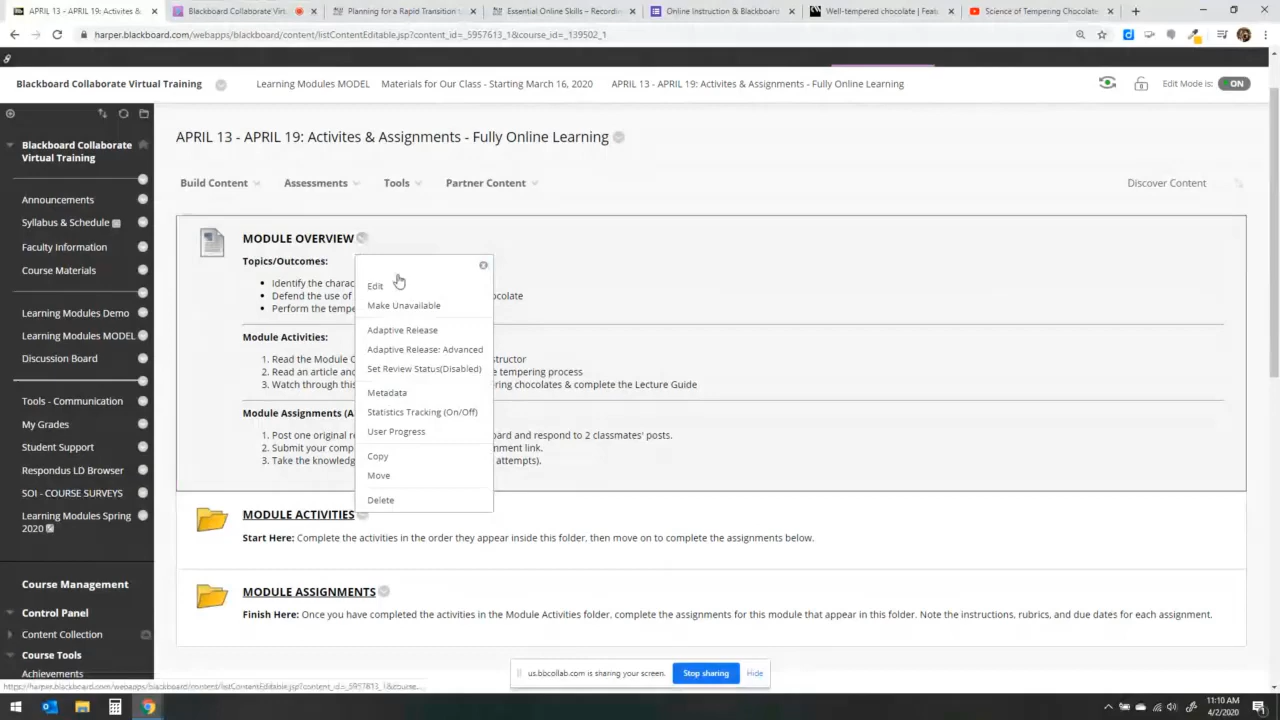 APRIL 13 - APRIL 19: Activites &
Blackboard Collaborate Virtu
Planning for a Rapid Transition t
Essential Online Skills – Recordin
Online Instruction & Blackboard
Well-tempered chocolate | Feat
Science of Tempering Chocolate
harper.blackboard.com/webapps/blackboard/content/listContentEditable.jsp?content_id=_5957613_1&course_id=_139502_1
Blackboard Collaborate Virtual Training
Learning Modules MODEL
Materials for Our Class - Starting March 16, 2020
APRIL 13 - APRIL 19: Activites & Assignments - Fully Online Learning
Edit Mode is:
ON
Blackboard Collaborate
Virtual Training
Announcements
Syllabus & Schedule
Faculty Information
Course Materials
Learning Modules Demo
Learning Modules MODEL
Discussion Board
Tools - Communication
My Grades
Student Support
Respondus LD Browser
SOI - COURSE SURVEYS
Learning Modules Spring
2020
Course Management
Control Panel
Content Collection
Course Tools
Achievements
APRIL 13 - APRIL 19: Activites & Assignments - Fully Online Learning
Build Content
Assessments
Tools
Partner Content
Discover Content
MODULE OVERVIEW
Topics/Outcomes:
Identify the charac
Defend the use of
ocolate
Perform the tempe
Module Activities:
1. Read the Module O
structor
2. Read an article and
e tempering process
3. Watch through this
ring chocolates & complete the Lecture Guide
Module Assignments (A
1. Post one original re
oard and respond to 2 classmates' posts.
2. Submit your comp
nment link.
3. Take the knowledg
attempts).
Edit
Make Unavailable
Adaptive Release
Adaptive Release: Advanced
Set Review Status(Disabled)
Metadata
Statistics Tracking (On/Off)
User Progress
Copy
Move
Delete
MODULE ACTIVITIES
Start Here: Complete the activities in the order they appear inside this folder, then move on to complete the assignments below.
MODULE ASSIGNMENTS
Finish Here: Once you have completed the activities in the Module Activities folder, complete the assignments for this module that appear in this folder. Note the instructions, rubrics, and due dates for each assignment.
us.bbcollab.com is sharing your screen.
Stop sharing
Hide
https://harper.blackboard.com/webapps/blackboard/content/listContentEditable.jsp?content_id=_5957613_1&course...
11:10 AM
4/2/2020